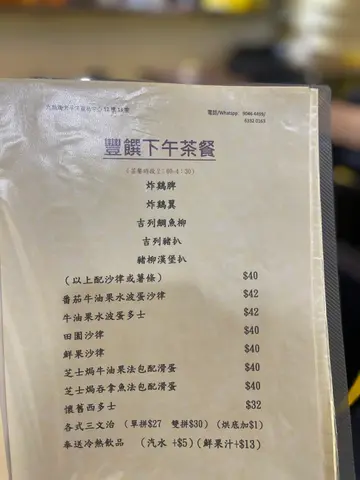 電話/Whatsapp
豐饌下午茶餐
炸鷄脾
炸鷄翼
吉列鯛魚柳
吉列豬扒
豬柳漢堡扒
(以上配沙律或薯條) $40
番茄牛油果水波蛋沙律 $42
牛油果水波蛋多士 $42
田園沙律 $40
鮮果沙律 $40
芝士焗牛油果法包配滑蛋 $40
芝士焗吞拿魚法包配滑蛋 $40
懷舊西多士 $32
各式三文治 (單拼$27 雙拼$30) (烘底加$1)
奉送冷熱飲品 (汽水 +$5) (鮮果汁+$13)